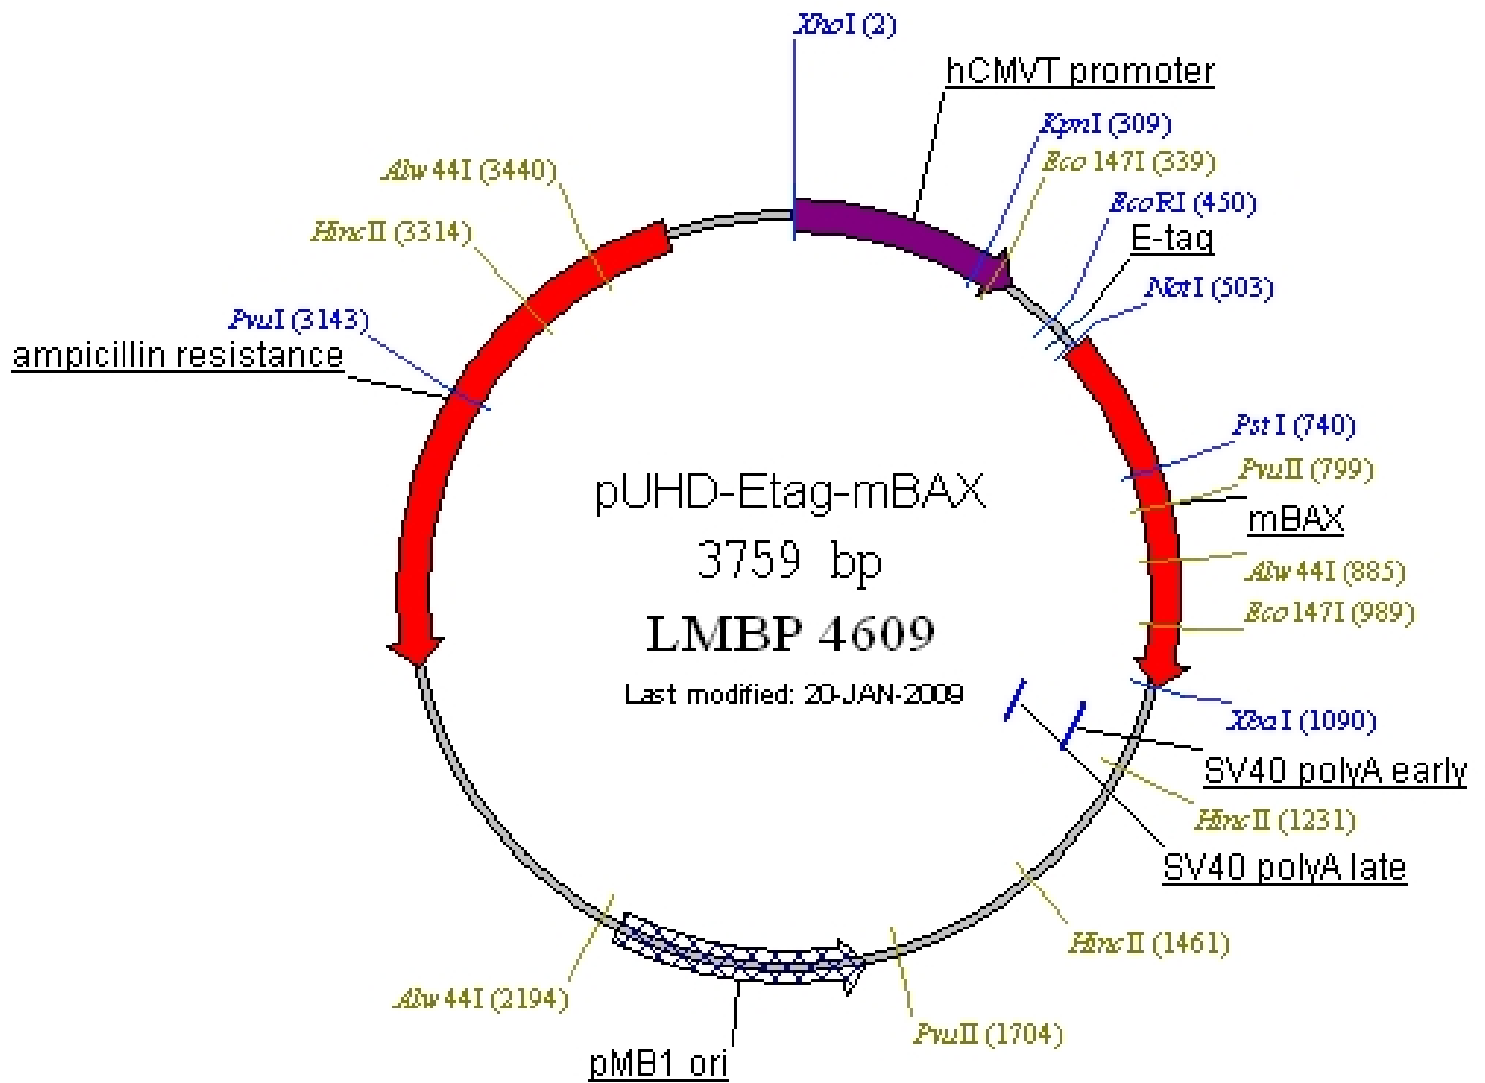 XhoI (2)
hCMVT promoter
KpnI (309)
Eco147I (339)
EcoRI (450)
E-tag
NotI (503)
PstI (740)
PvuII (799)
mBAX
Alw44I (885)
Eco147I (989)
XbaI (1090)
SV40 polyA early
HincII (1231)
SV40 polyA late
HincII (1461)
PvuII (1704)
pMB1 ori
Alw44I (2194)
ampicillin resistance
PvuI (3143)
HincII (3314)
Alw44I (3440)
pUHD-Etag-mBAX
3759 bp
LMBP 4609
Last modified: 20-JAN-2009